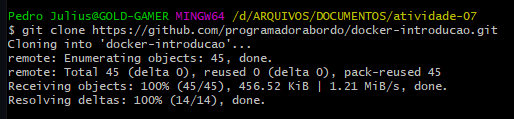 Pedro Julius@GOLD-GAMER MINGW64 /d/ARQUIVOS/DOCUMENTOS/atividade-07
$ git clone https://github.com/programadorabordo/docker-introducao.git
Cloning into 'docker-introducao'...
remote: Enumerating objects: 45, done.
remote: Total 45 (delta 0), reused 0 (delta 0), pack-reused 45
Receiving objects: 100% (45/45), 456.52 KiB | 1.21 MiB/s, done.
Resolving deltas: 100% (14/14), done.